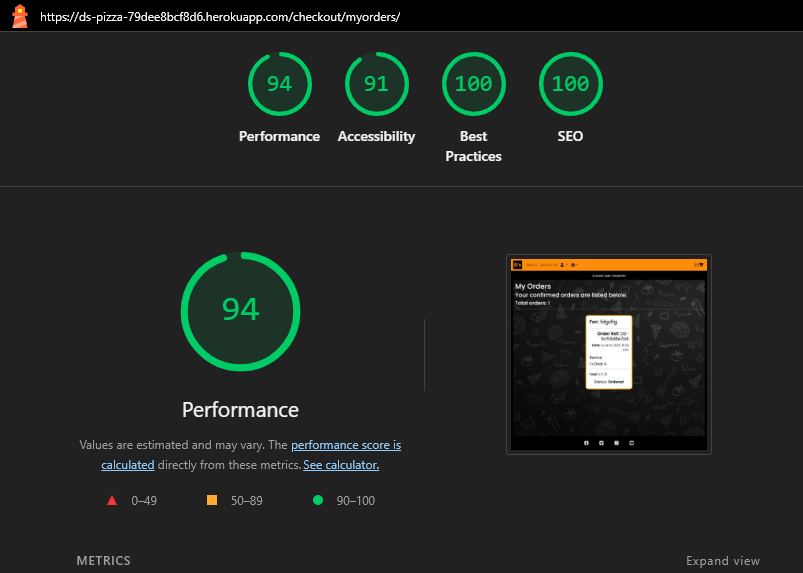 https://ds-pizza-79dee8bcf8d6.herokuapp.com/checkout/myorders/
94
91
100
100
Performance
Accessibility
Best
Practices
SEO
94
Performance
Values are estimated and may vary. The performance score is
calculated directly from these metrics. See calculator.
0–49
50–89
90–100
My Orders
Your confirmed orders are listed below.
Total orders: 1
For:
Order Ref:
Items:
Status: Ordered
METRICS
Expand view